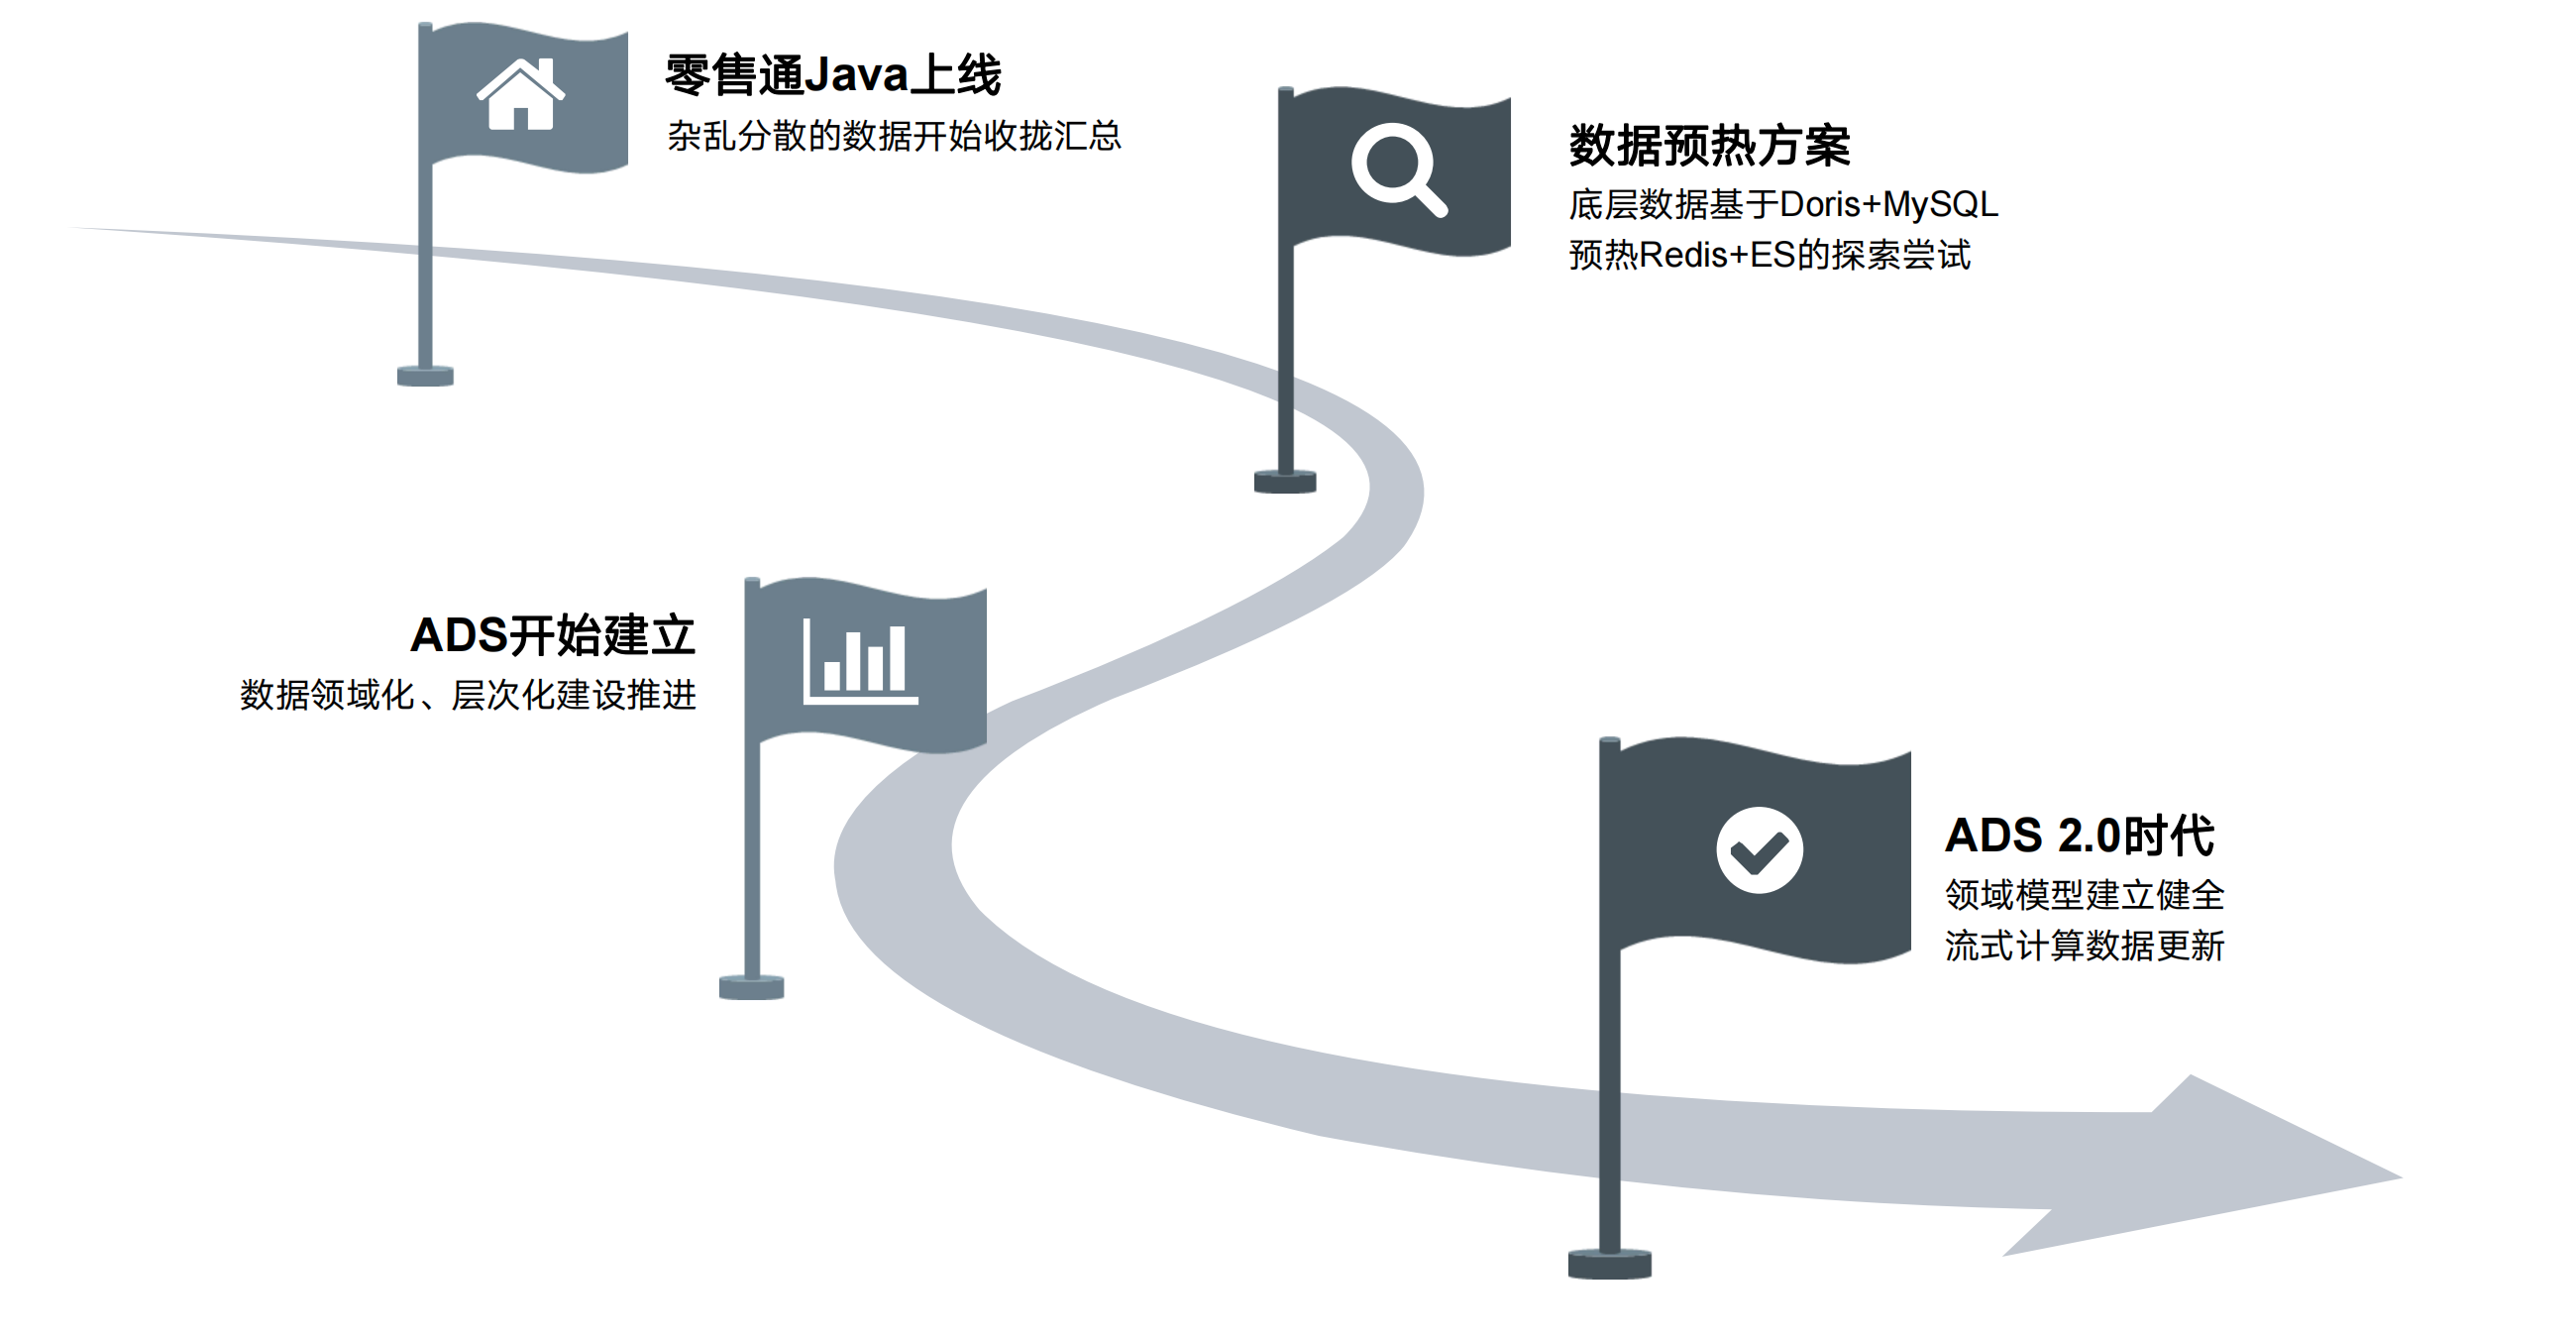 零售通Java上线
杂乱分散的数据开始收拢汇总
数据预热方案
底层数据基于Doris+MySQL
预热Redis+ES的探索尝试
ADS开始建立
数据领域化、层次化建设推进
ADS 2.0时代
领域模型建立健全
流式计算数据更新